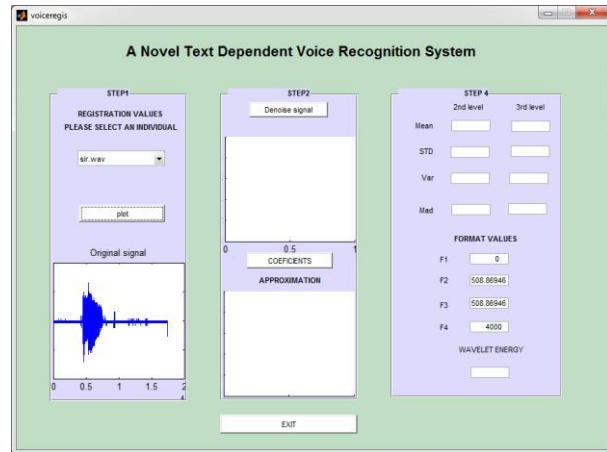 voiceregis
A Novel Text Dependent Voice Recognition System
STEP1
REGISTRATION VALUES
PLEASE SELECT AN INDIVIDUAL
sir.wav
plot
Original signal
0 0.5 1 1.5 2
STEP2
Denoise signal
0 0.5 1
COEFICIENTS
APPROXIMATION
EXIT
STEP 4
2nd level 3rd level
Mean
STD
Var
Mad
FORMAT VALUES
F1 0
F2 508.86946
F3 508.86946
F4 4000
WAVELET ENERGY